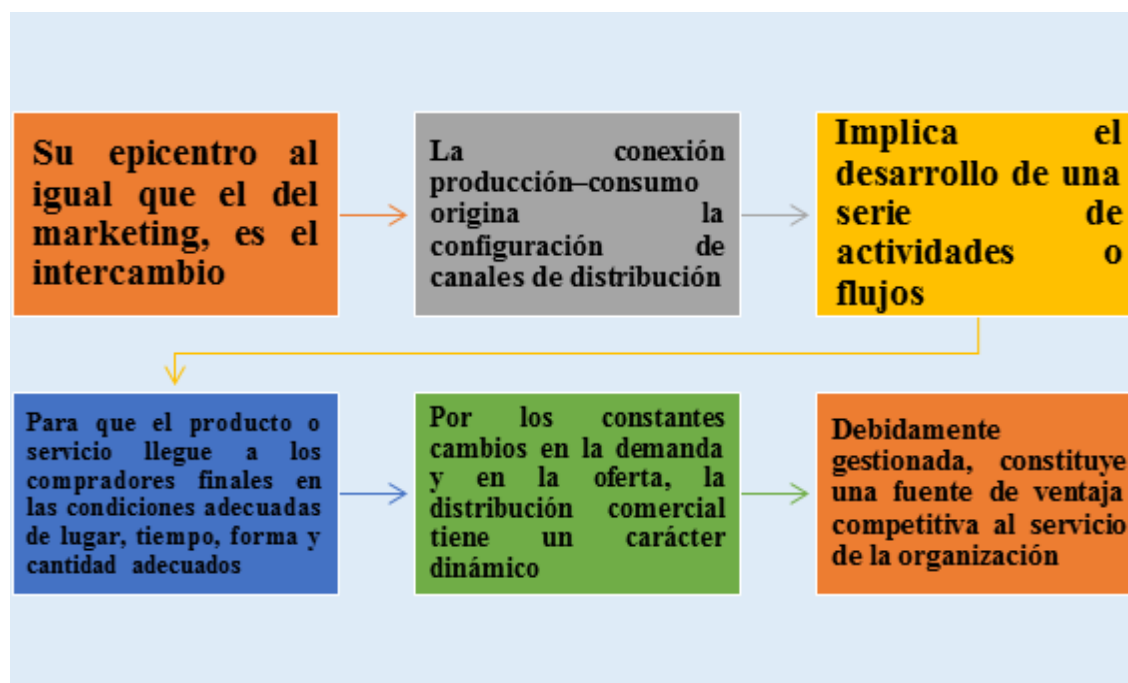 Su epicentro al
igual que el del
marketing, es el
intercambio
La conexión
producción–consumo
origina la
configuración de
canales de distribución
Implica el
desarrollo de una
serie de
actividades o
flujos
Para que el producto o
servicio llegue a los
compradores finales en
las condiciones adecuadas
de lugar, tiempo, forma y
cantidad adecuados
Por los constantes
cambios en la demanda
y en la oferta, la
distribución comercial
tiene un carácter
dinámico
Debidamente
gestionada, constituye
una fuente de ventaja
competitiva al servicio
de la organización